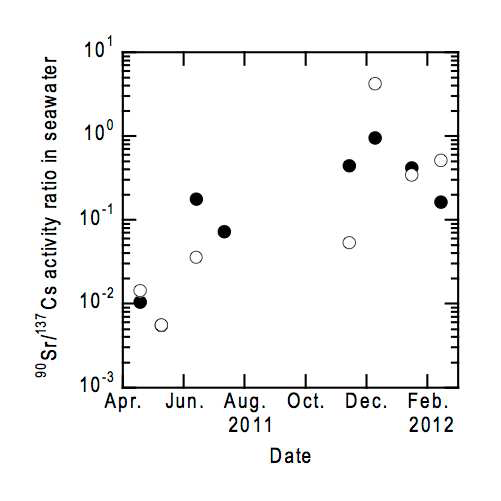 10^1
10^0
10^-1
10^-2
10^-3
^90Sr/^137Cs activity ratio in seawater
Apr. Jun. Aug. Oct. Dec. Feb.
2011 2012
Date